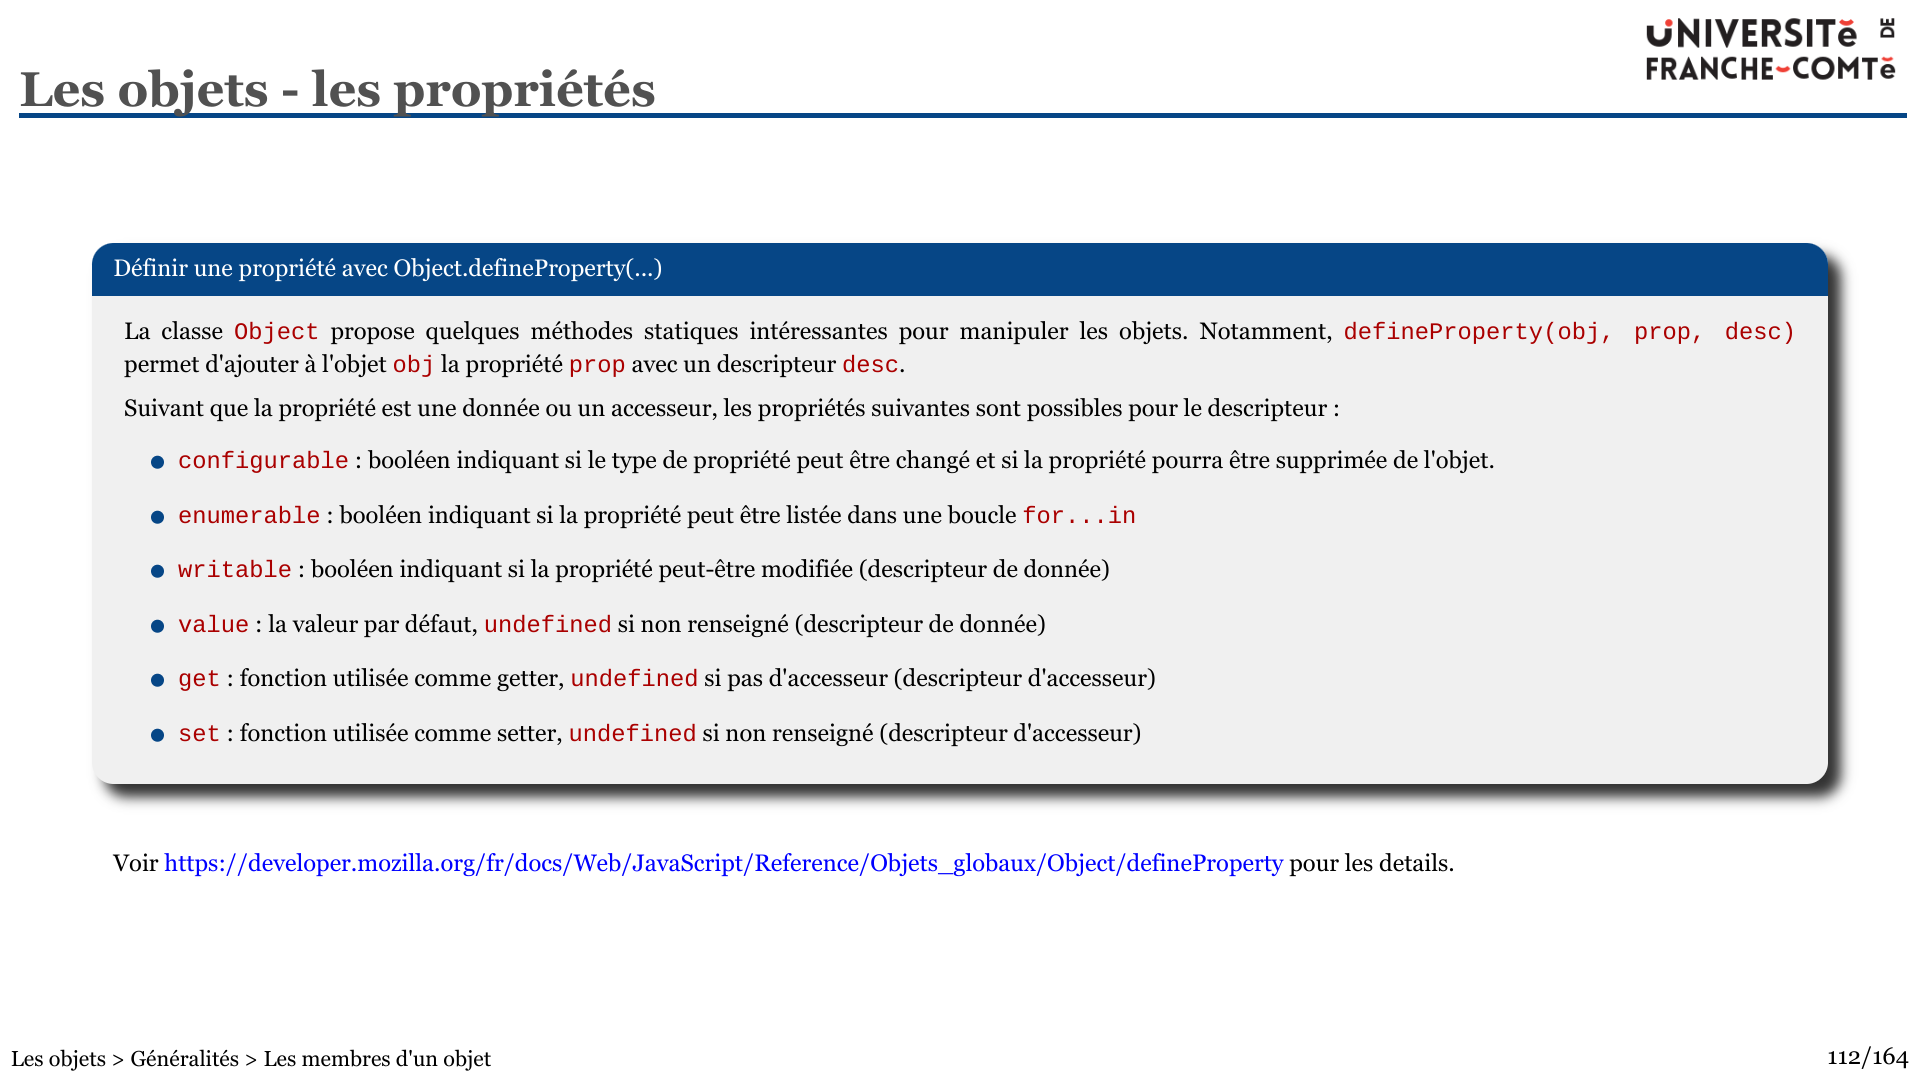 UNIVERSITĕ DE
FRANCHE-COMTĕ
Les objets - les propriétés
Définir une propriété avec Object.defineProperty(...)
La classe Object propose quelques méthodes statiques intéressantes pour manipuler les objets. Notamment, defineProperty(obj, prop, desc)
permet d'ajouter à l'objet obj la propriété prop avec un descripteur desc.
Suivant que la propriété est une donnée ou un accesseur, les propriétés suivantes sont possibles pour le descripteur :
configurable : booléen indiquant si le type de propriété peut être changé et si la propriété pourra être supprimée de l'objet.
enumerable : booléen indiquant si la propriété peut être listée dans une boucle for...in
writable : booléen indiquant si la propriété peut-être modifiée (descripteur de donnée)
value : la valeur par défaut, undefined si non renseigné (descripteur de donnée)
get : fonction utilisée comme getter, undefined si pas d'accesseur (descripteur d'accesseur)
set : fonction utilisée comme setter, undefined si non renseigné (descripteur d'accesseur)
Voir https://developer.mozilla.org/fr/docs/Web/JavaScript/Reference/Objets_globaux/Object/defineProperty pour les details.
Les objets > Généralités > Les membres d'un objet
112/164